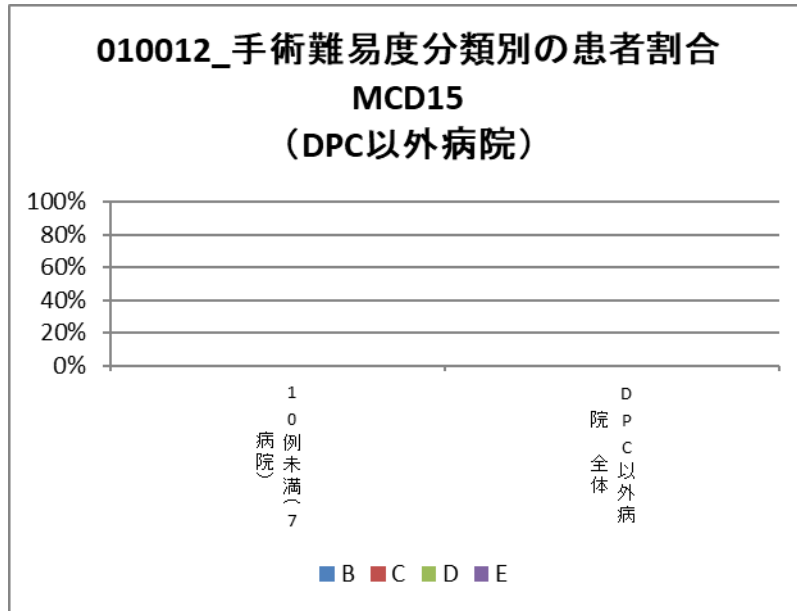 010012_手術難易度分類別の患者割合
MCD15
（DPC以外病院）
100%
80%
60%
40%
20%
0%
10例未満(7
病院)
DPC以外病
院 全体
B C D E